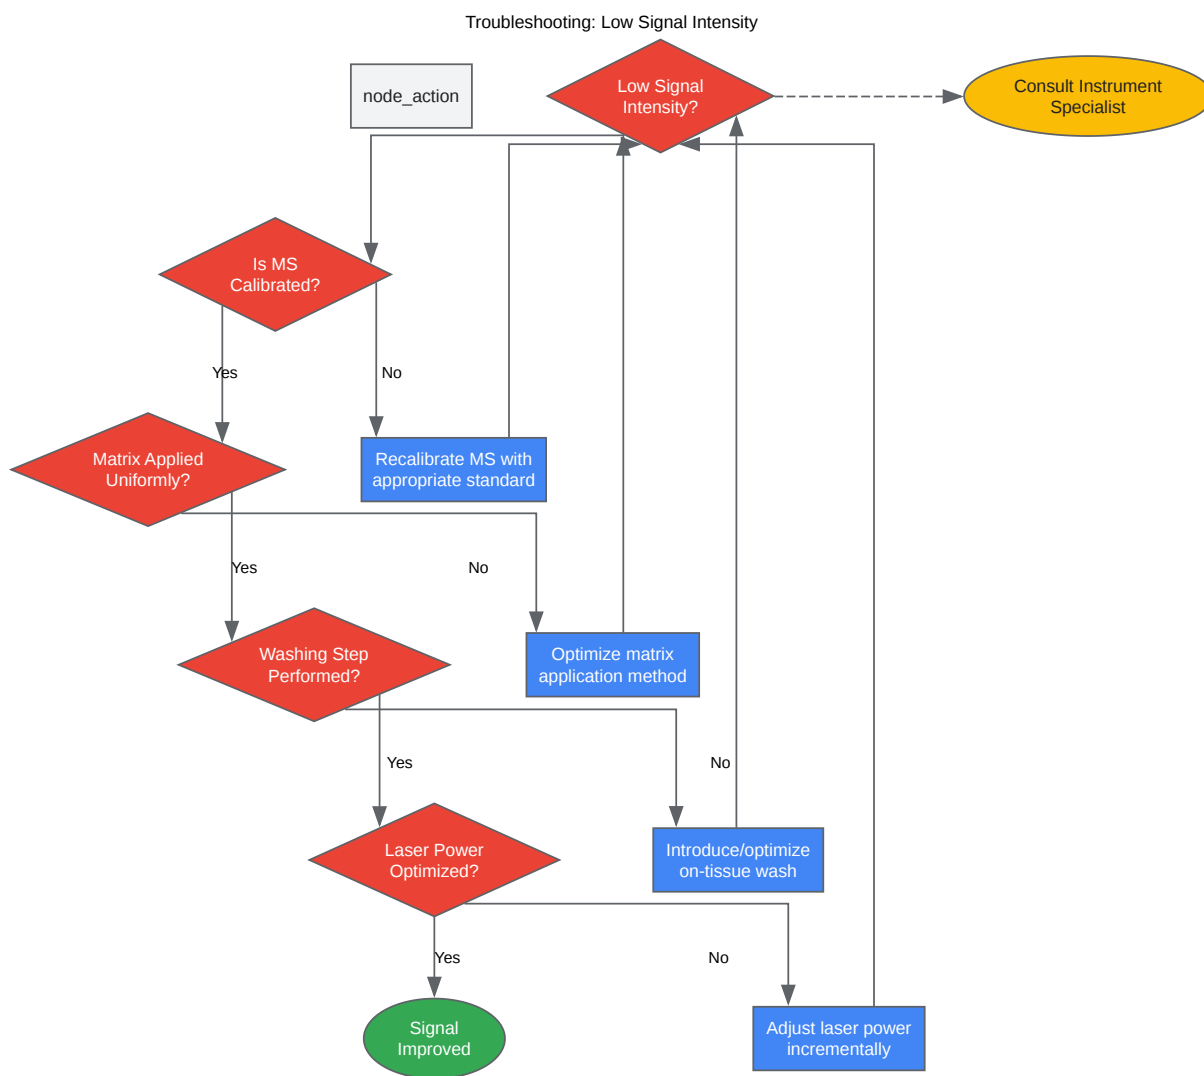 Troubleshooting: Low Signal Intensity
node_action
Low Signal
Intensity?
Consult Instrument
Specialist
Is MS
Calibrated?
Yes
No
Matrix Applied
Uniformly?
Recalibrate MS with
appropriate standard
Yes
No
Washing Step
Performed?
Optimize matrix
application method
Yes
No
Laser Power
Optimized?
Introduce/optimize
on-tissue wash
Yes
No
Signal
Improved
Adjust laser power
incrementally